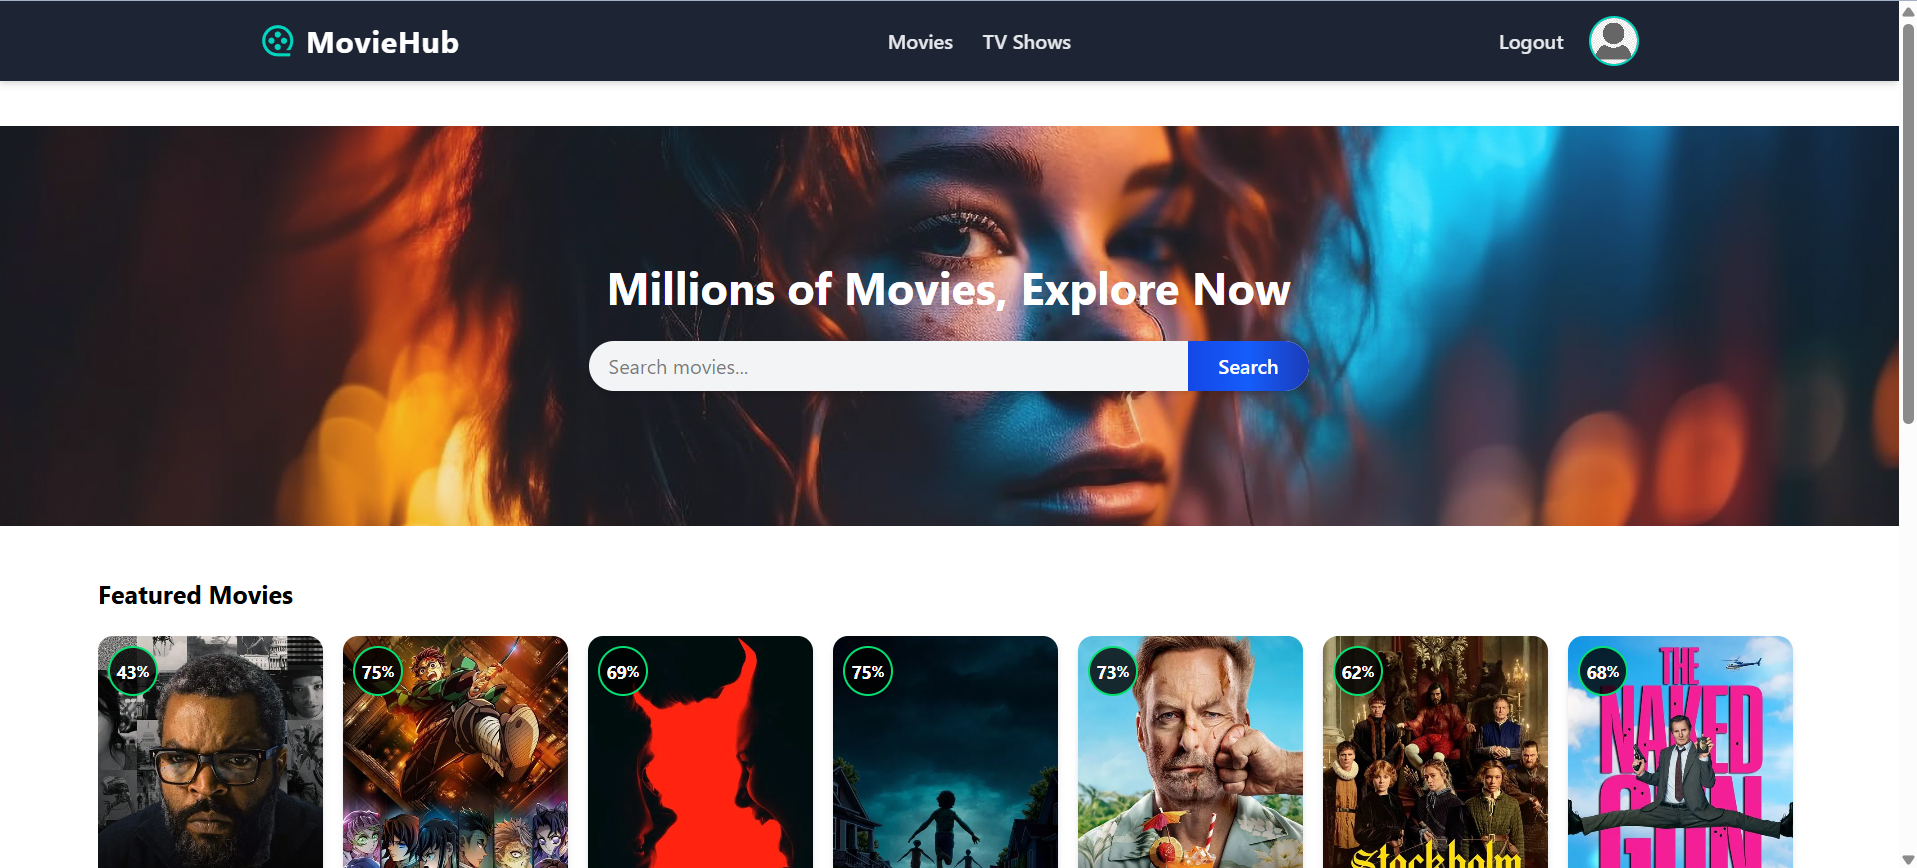 MovieHub
Movies TV Shows
Logout
Millions of Movies, Explore Now
Search movies...
Search
Featured Movies
43%
75%
69%
75%
73%
62%
68%
THE
NAKED
GUN
Stockholm